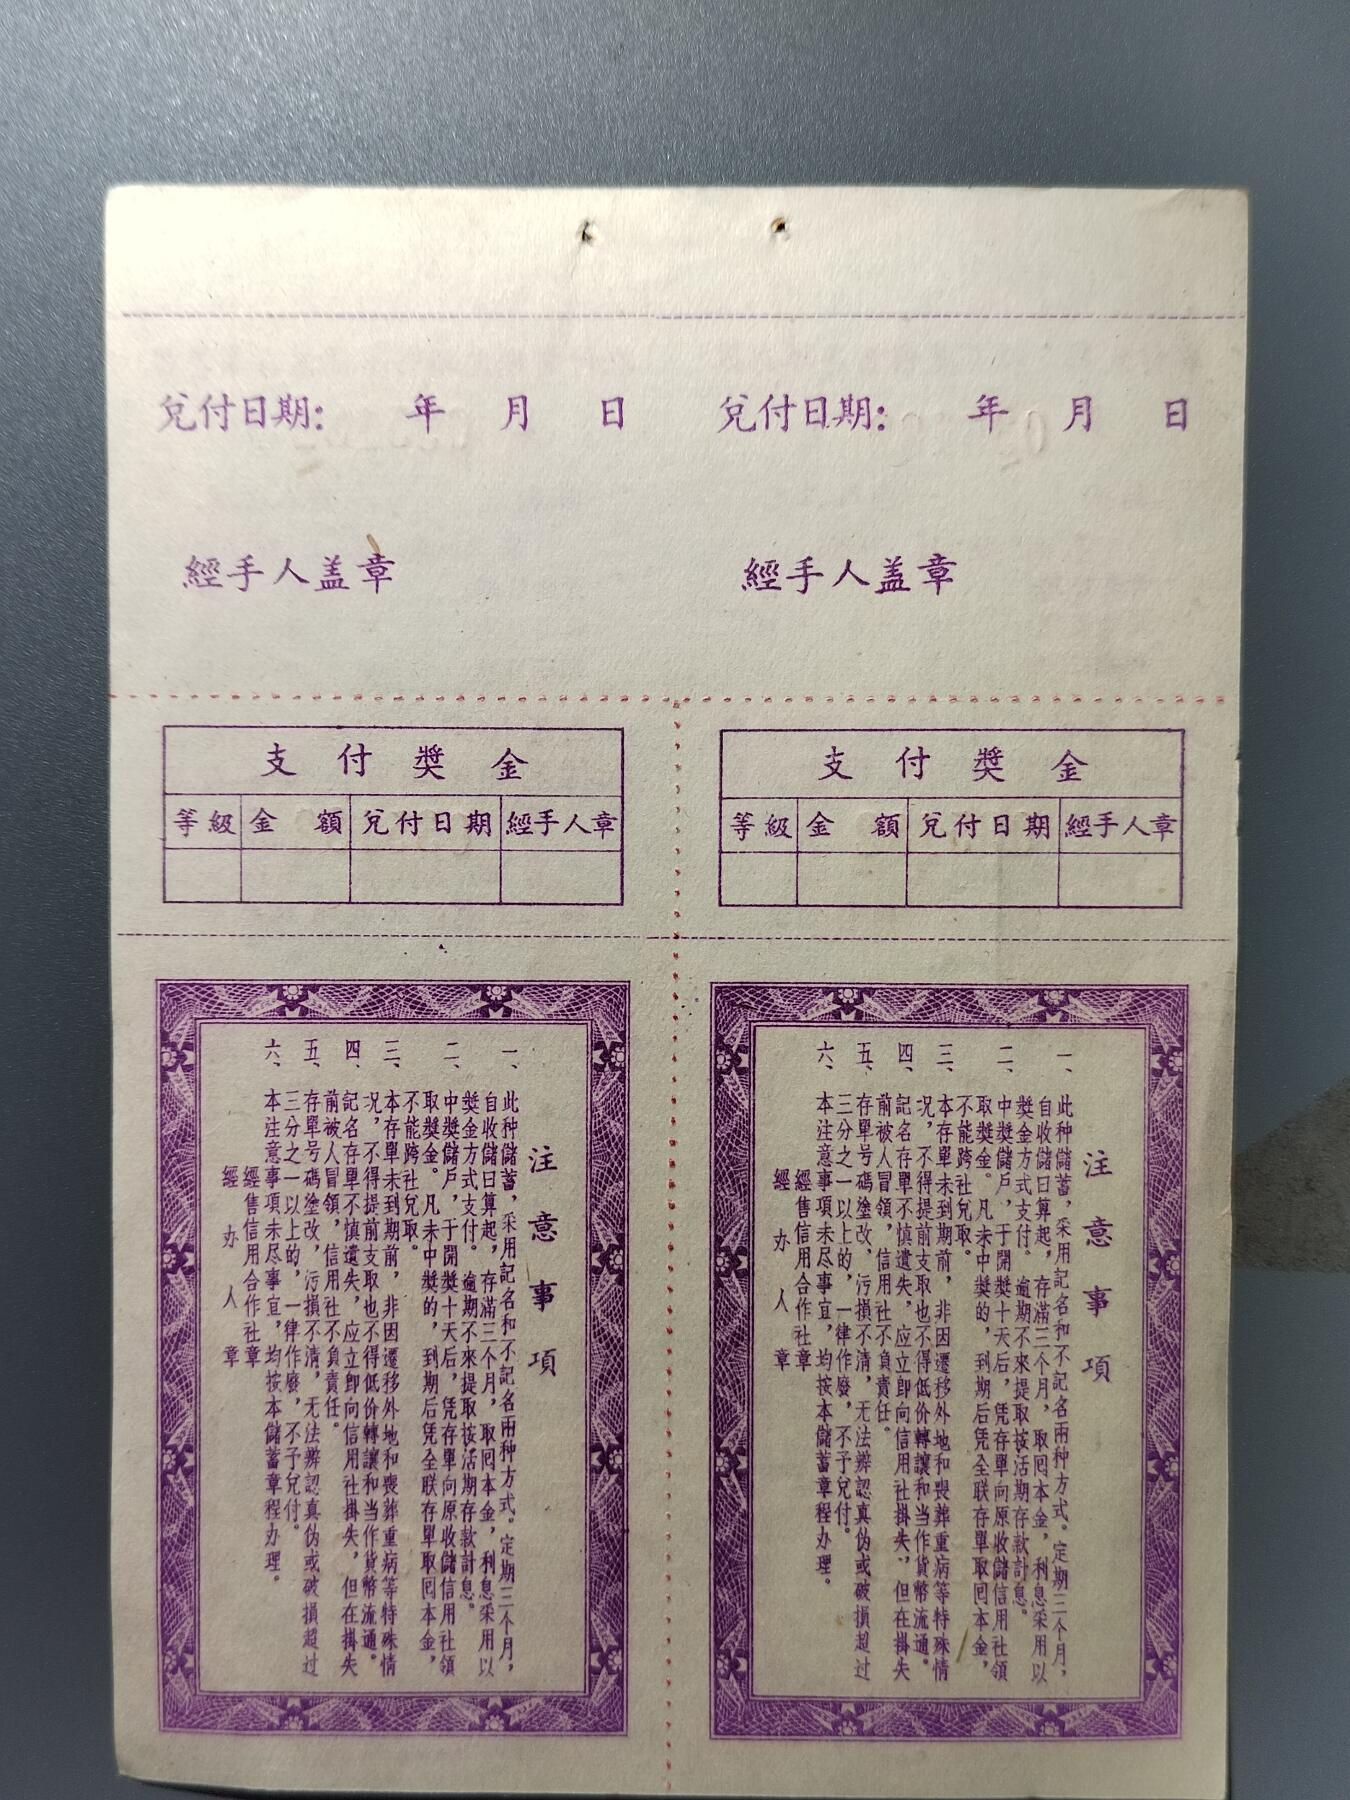 兌付日期： 年 月 日
經手人盖章
兌付日期： 年 月 日
經手人盖章
支付獎金
等級 金額 兌付日期 經手人章
支付獎金
等級 金額 兌付日期 經手人章
注意事項
一、此种儲蓄，采用記名和不記名兩种方式。定期三个月，
自收儲日算起，存滿三个月，取回本金，利息采用以
獎金方式支付。逾期不來提取按活期存款計息。
二、中獎儲戶，于開獎十天后，凭存單向原收儲信用社領
取獎金。凡未中獎的，到期后凭全联存單取回本金，
不能跨社兌取。
三、本存單未到期前，非因遷移外地和喪葬重病等特殊情
况，不得提前支取也不得低价轉讓和当作貨幣流通。
四、記名存單不慎遺失，应立即向信用社掛失，但在掛失
前被人冒領，信用社不負責任。
五、存單号碼塗改，污損不清，无法辨認真伪或破損超过
三分之一以上的，一律作廢，不予兌付。
六、本注意事項未尽事宜，均按本儲蓄章程办理。
經售信用合作社章
經办人章
注意事項
一、此种儲蓄，采用記名和不記名兩种方式。定期三个月，
自收儲日算起，存滿三个月，取回本金，利息采用以
獎金方式支付。逾期不來提取按活期存款計息。
二、中獎儲戶，于開獎十天后，凭存單向原收儲信用社領
取獎金。凡未中獎的，到期后凭全联存單取回本金，
不能跨社兌取。
三、本存單未到期前，非因遷移外地和喪葬重病等特殊情
况，不得提前支取也不得低价轉讓和当作貨幣流通。
四、記名存單不慎遺失，应立即向信用社掛失，但在掛失
前被人冒領，信用社不負責任。
五、存單号碼塗改，污損不清，无法辨認真伪或破損超过
三分之一以上的，一律作廢，不予兌付。
六、本注意事項未尽事宜，均按本儲蓄章程办理。
經售信用合作社章
經办人章